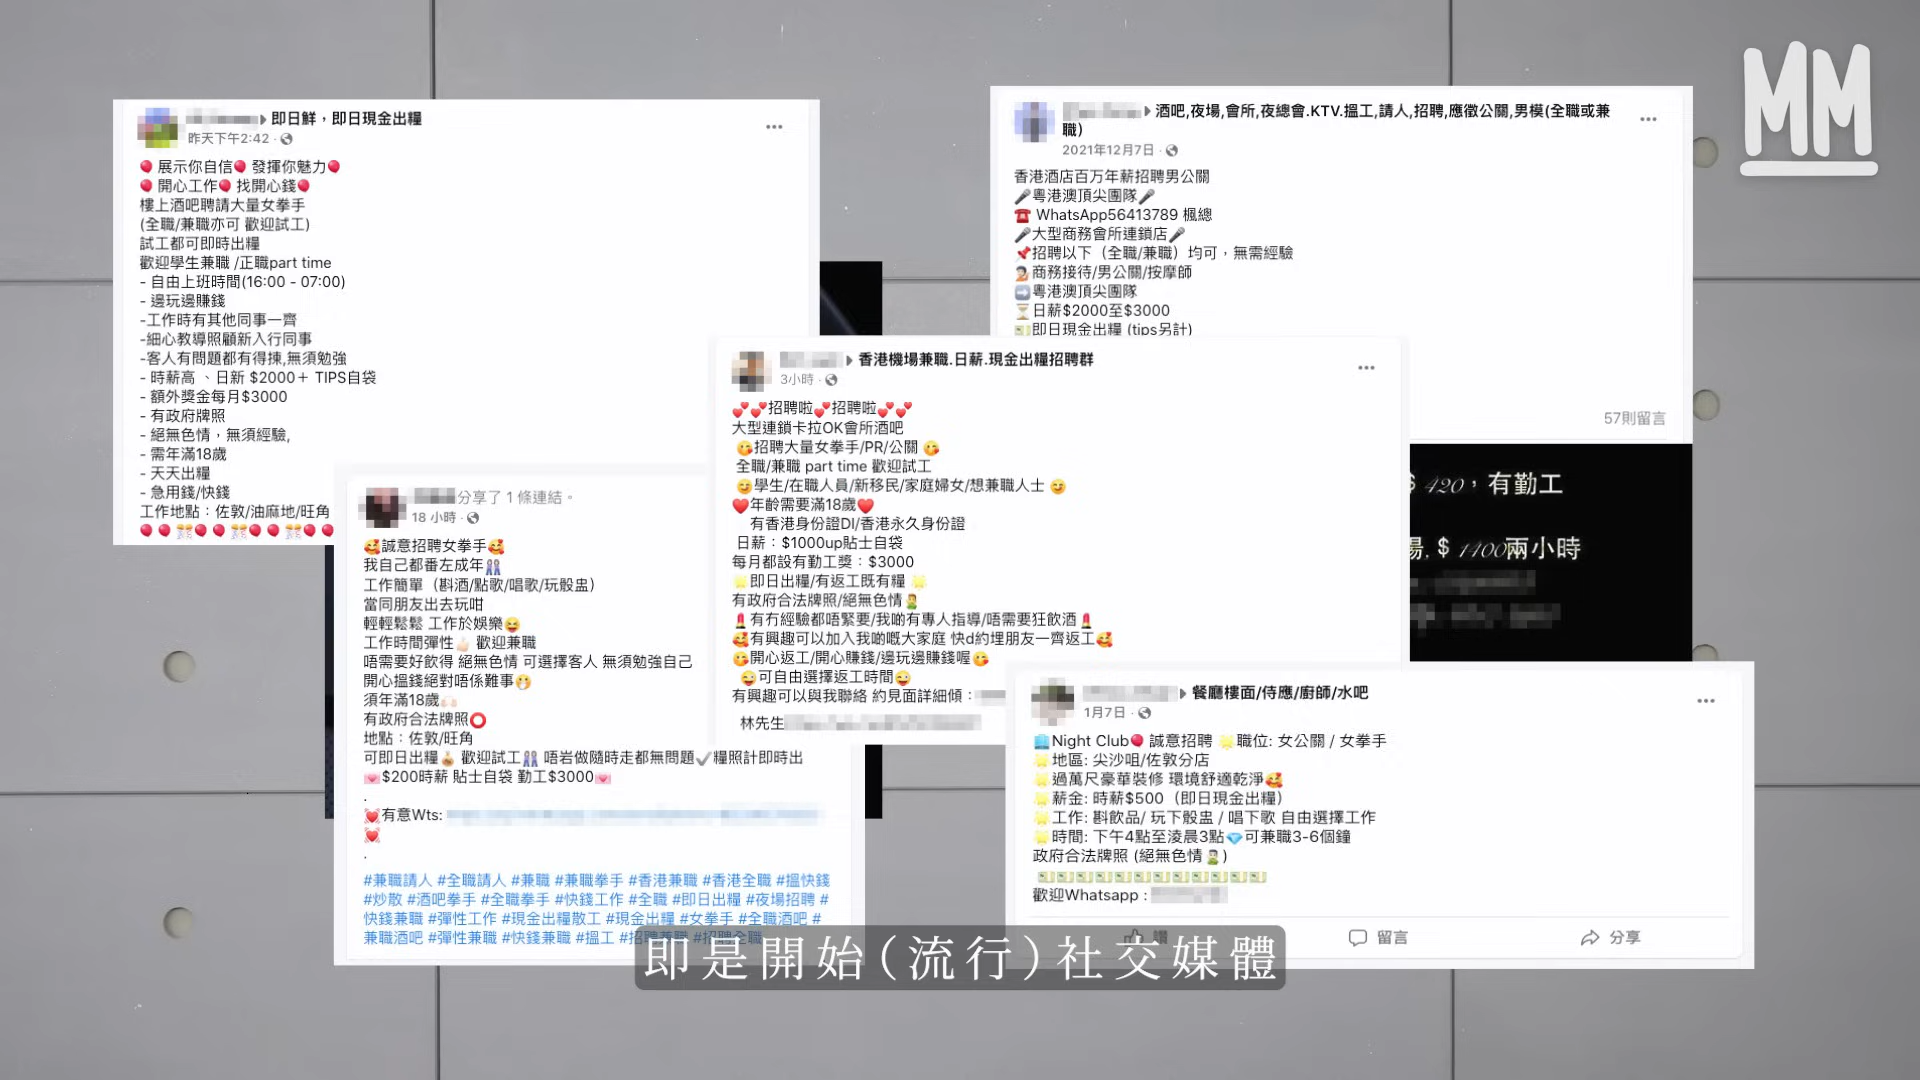 MM
即日鮮，即日現金出糧
昨天下午2:42
展示你自信 發揮你魅力
開心工作 找開心錢
樓上酒吧聘請大量女拳手
(全職/兼職亦可 歡迎試工)
試工都可即時出糧
歡迎學生兼職 /正職part time
- 自由上班時間(16:00 - 07:00)
- 邊玩邊賺錢
-工作時有其他同事一齊
-細心教導照顧新入行同事
-客人有問題都有得揀,無須勉強
- 時薪高 、日新 $2000＋ TIPS自袋
- 額外獎金每月$3000
- 有政府牌照
- 絕無色情，無須經驗,
- 需年滿18歲
- 天天出糧
- 急用錢/快錢
工作地點：佐敦/油麻地/旺角
酒吧,夜場,會所,夜總會.KTV.搵工,請人,招聘,應徵公關,男模(全職或兼
職)
2021年12月7日
香港酒店百万年薪招聘男公關
🎤粵港澳頂尖團隊🎤
☎️ WhatsApp56413789 楓總
🎤大型商務會所連鎖店🎤
📌招聘以下（全職/兼職）均可，無需經驗
商務接待/男公關/按摩師
➡️粵港澳頂尖團隊
⏳日薪$2000至$3000
💵即日現金出糧 (tips另計)
57則留言
香港機場兼職.日薪.現金出糧招聘群
3小時
💕💕招聘啦💕招聘啦💕💕
大型連鎖卡拉OK會所酒吧
😋招聘大量女拳手/PR/公關 😋
全職/兼職 part time 歡迎試工
😊學生/在職人員/新移民/家庭婦女/想兼職人士 😊
❤️年齡需要滿18歲❤️
有香港身份證DI/香港永久身份證
日薪：$1000up貼士自袋
每月都設有勤工獎：$3000
🌟即日出糧/有返工既有糧 🌟
有政府合法牌照/絕無色情
💄有冇經驗都唔緊要/我啲有專人指導/唔需要狂飲酒💄
🥰有興趣可以加入我啲嘅大家庭 快d約埋朋友一齊返工🥰
😋開心返工/開心賺錢/邊玩邊賺錢喔😋
😜可自由選擇返工時間😜
有興趣可以與我聯絡 約見面詳細傾：
林先生
420，有勤工
場. $ 1400兩小時
分享了 1 條連結。
18 小時
🥰誠意招聘女拳手🥰
我自己都番左成年👭
工作簡單（斟酒/點歌/唱歌/玩骰盅）
當同朋友出去玩咁
輕輕鬆鬆 工作於娛樂😆
工作時間彈性👍🏻 歡迎兼職
唔需要好飲得 絕無色情 可選擇客人 無須勉強自己
開心搵錢絕對唔係難事
須年滿18歲
有政府合法牌照⭕
地點：佐敦/旺角
可即日出糧💰 歡迎試工👭 唔岩做隨時走都無問題✓糧照計即時出
💌$200時薪 貼士自袋 勤工$3000💌
.
💓有意Wts:
💓
.
#兼職請人 #全職請人 #兼職 #兼職拳手 #香港兼職 #香港全職 #搵快錢
#炒散 #酒吧拳手 #全職拳手 #快錢工作 #全職 #即日出糧 #夜場招聘 #
快錢兼職 #彈性工作 #現金出糧散工 #現金出糧 #女拳手 #全職酒吧 #
兼職酒吧 #彈性兼職 #快錢兼職 #搵工 #招聘兼職 #招聘全職
餐廳樓面/侍應/廚師/水吧
1月7日
Night Club🎈 誠意招聘 🌟職位: 女公關 / 女拳手
🌟地區: 尖沙咀/佐敦分店
🌟過萬尺豪華裝修 環境舒適乾淨🥰
🌟薪金: 時薪$500（即日現金出糧）
🌟工作: 斟飲品/ 玩下骰盅 / 唱下歌 自由選擇工作
🌟時間: 下午4點至淩晨3點💎可兼職3-6個鐘
政府合法牌照 (絕無色情)
歡迎Whatsapp :
讚 留言 分享
即是開始(流行)社交媒體